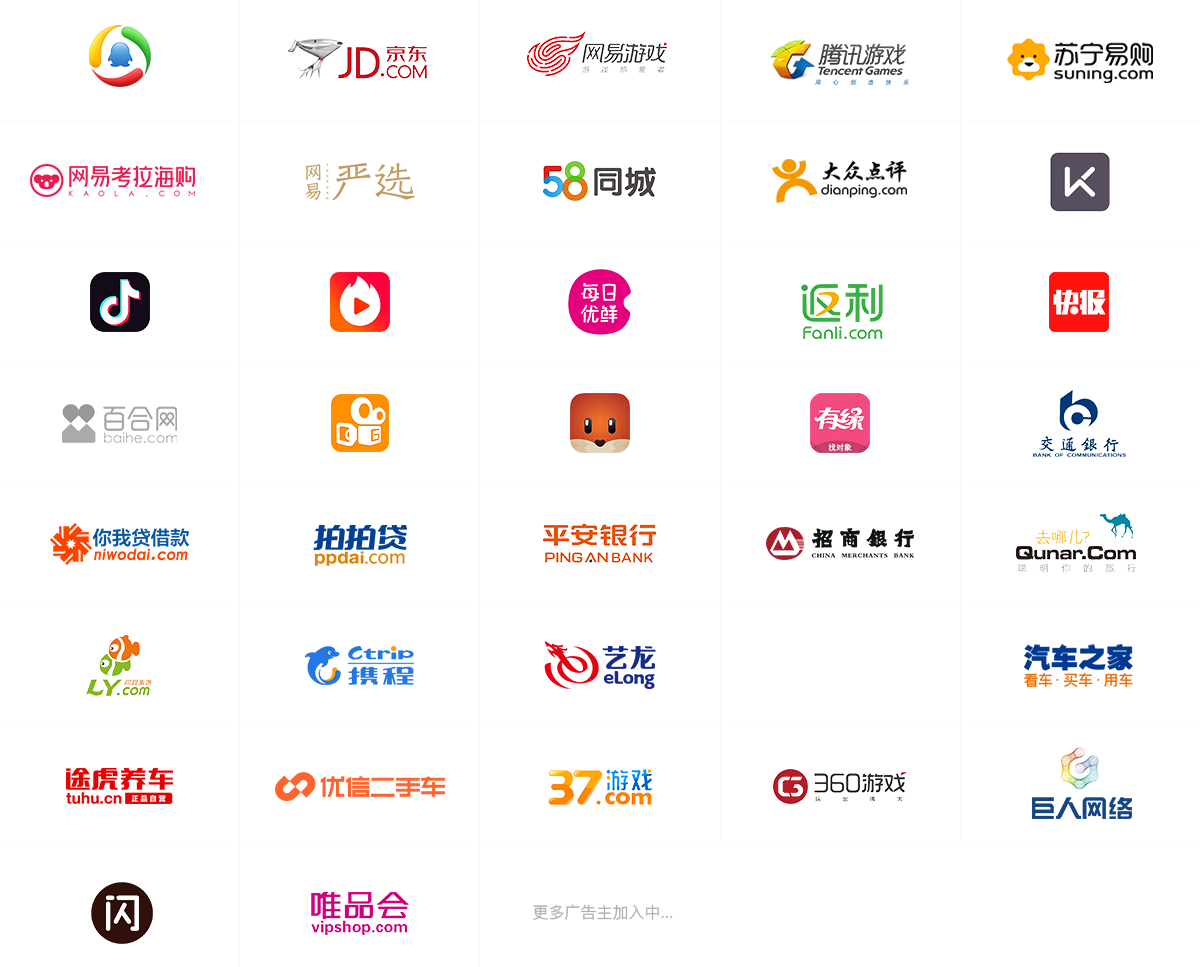 京东
JD.COM
网易游戏
游戏热爱者
腾讯游戏
Tencent Games
用心创造快乐
苏宁易购
suning.com
网易考拉海购
KAOLA.COM
网易
严选
58同城
大众点评
dianping.com
每日
优鲜
返利
Fanli.com
快报
百合网
baihe.com
有缘
找对象
交通銀行
BANK OF COMMUNICATIONS
你我贷借款
niwodai.com
拍拍贷
ppdai.com
平安银行
PING AN BANK
招商銀行
CHINA MERCHANTS BANK
去哪儿?
Qunar.Com
聪明你的旅行
同程旅游
LY.com
Ctrip
携程
艺龙
eLong
汽车之家
看车·买车·用车
途虎养车
tuhu.cn 正品自营
优信二手车
37游戏
.com
360游戏
玩出伟大
巨人网络
闪
唯品会
vipshop.com
更多广告主加入中...